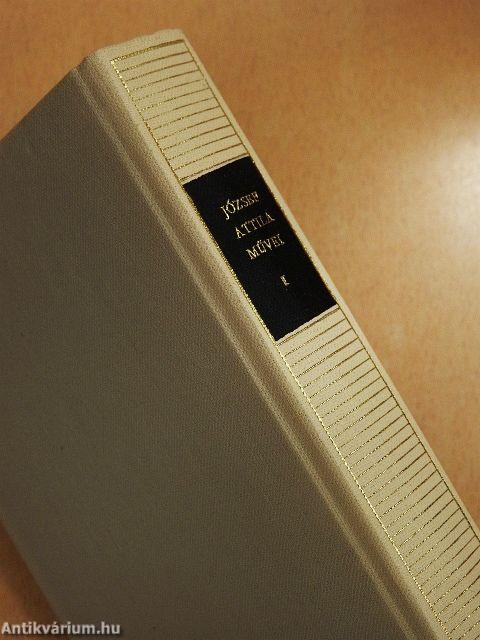 JÓZSEF
ATTILA
MŰVEI
Antikvárium.hu